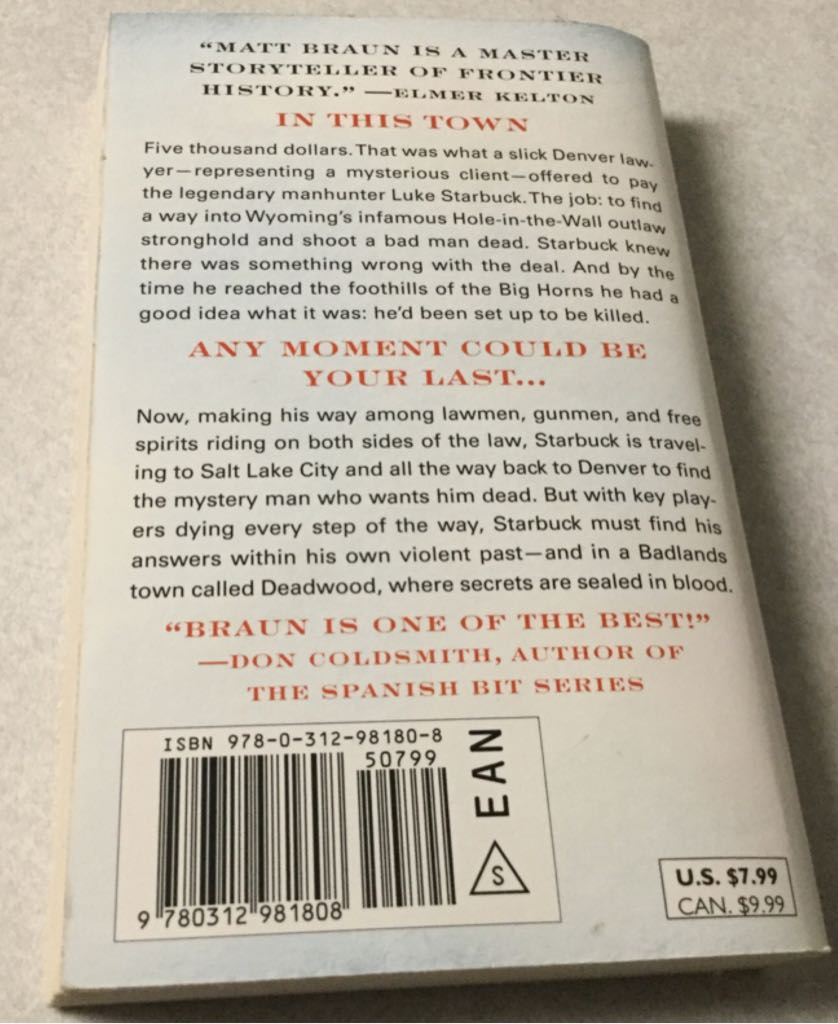 “MATT BRAUN IS A MASTER
STORYTELLER OF FRONTIER
HISTORY.” —ELMER KELTON
IN THIS TOWN
Five thousand dollars. That was what a slick Denver law-
yer—representing a mysterious client—offered to pay
the legendary manhunter Luke Starbuck. The job: to find
a way into Wyoming’s infamous Hole-in-the-Wall outlaw
stronghold and shoot a bad man dead. Starbuck knew
there was something wrong with the deal. And by the
time he reached the foothills of the Big Horns he had a
good idea what it was: he’d been set up to be killed.
ANY MOMENT COULD BE
YOUR LAST...
Now, making his way among lawmen, gunmen, and free
spirits riding on both sides of the law, Starbuck is travel-
ing to Salt Lake City and all the way back to Denver to find
the mystery man who wants him dead. But with key play-
ers dying every step of the way, Starbuck must find his
answers within his own violent past—and in a Badlands
town called Deadwood, where secrets are sealed in blood.
“BRAUN IS ONE OF THE BEST!”
—DON COLDSMITH, AUTHOR OF
THE SPANISH BIT SERIES
ISBN 978-0-312-98180-8
50799
EAN
S
9 780312 981808
U.S. $7.99
CAN. $9.99